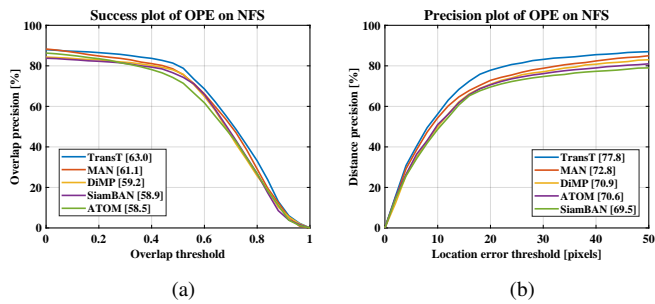 Success plot of OPE on NFS
100
80
60
40
20
0
0 0.2 0.4 0.6 0.8 1
Overlap precision [%]
Overlap threshold
TransT [63.0]
MAN [61.1]
DiMP [59.2]
SiamBAN [58.9]
ATOM [58.5]
(a)
Precision plot of OPE on NFS
100
80
60
40
20
0
0 10 20 30 40 50
Distance precision [%]
Location error threshold [pixels]
TransT [77.8]
MAN [72.8]
DiMP [70.9]
ATOM [70.6]
SiamBAN [69.5]
(b)